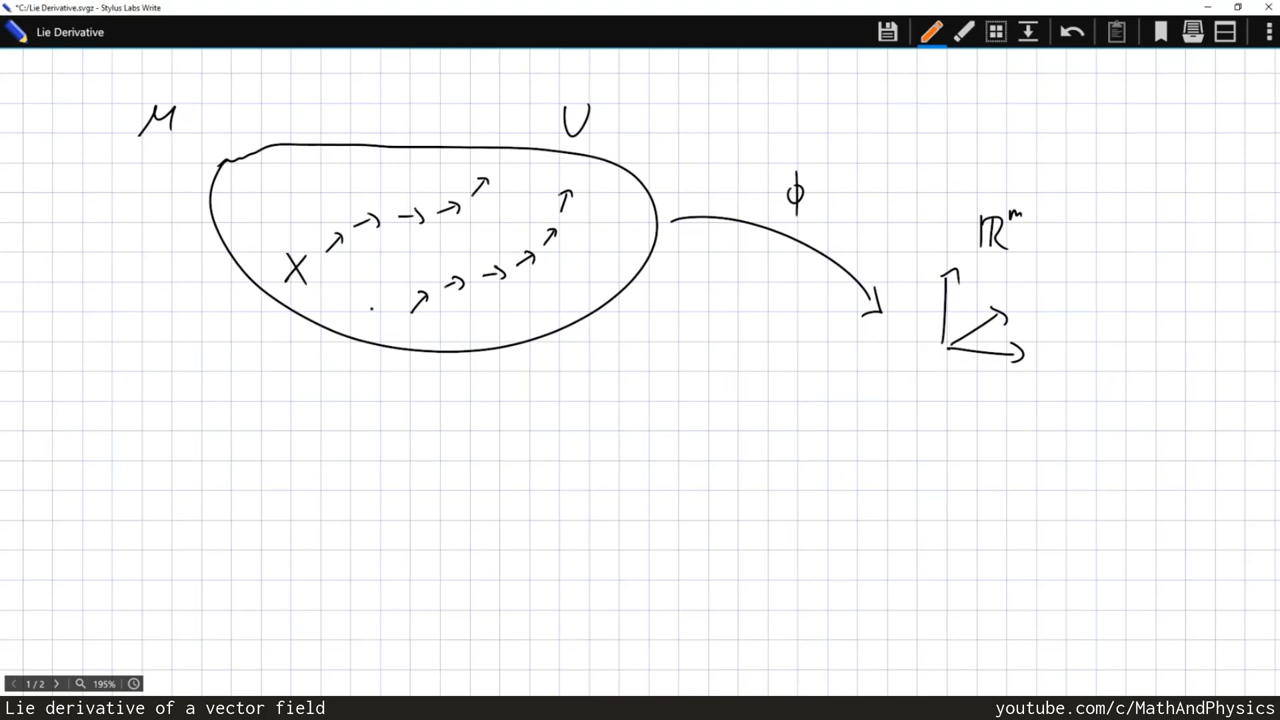 *C:/Lie Derivative.svgz - Stylus Labs Write
Lie Derivative
M
U
ϕ
ℝᵐ
X
1 / 2
195%
Lie derivative of a vector field
youtube.com/c/MathAndPhysics